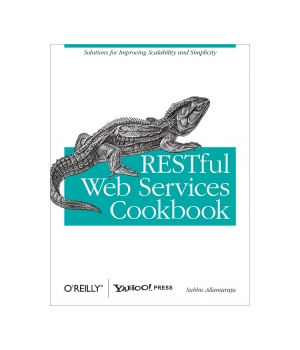 Solutions for Improving Scalability and Simplicity
RESTful
Web Services
Cookbook
O'REILLY® YAHOO! PRESS Subbu Allamaraju